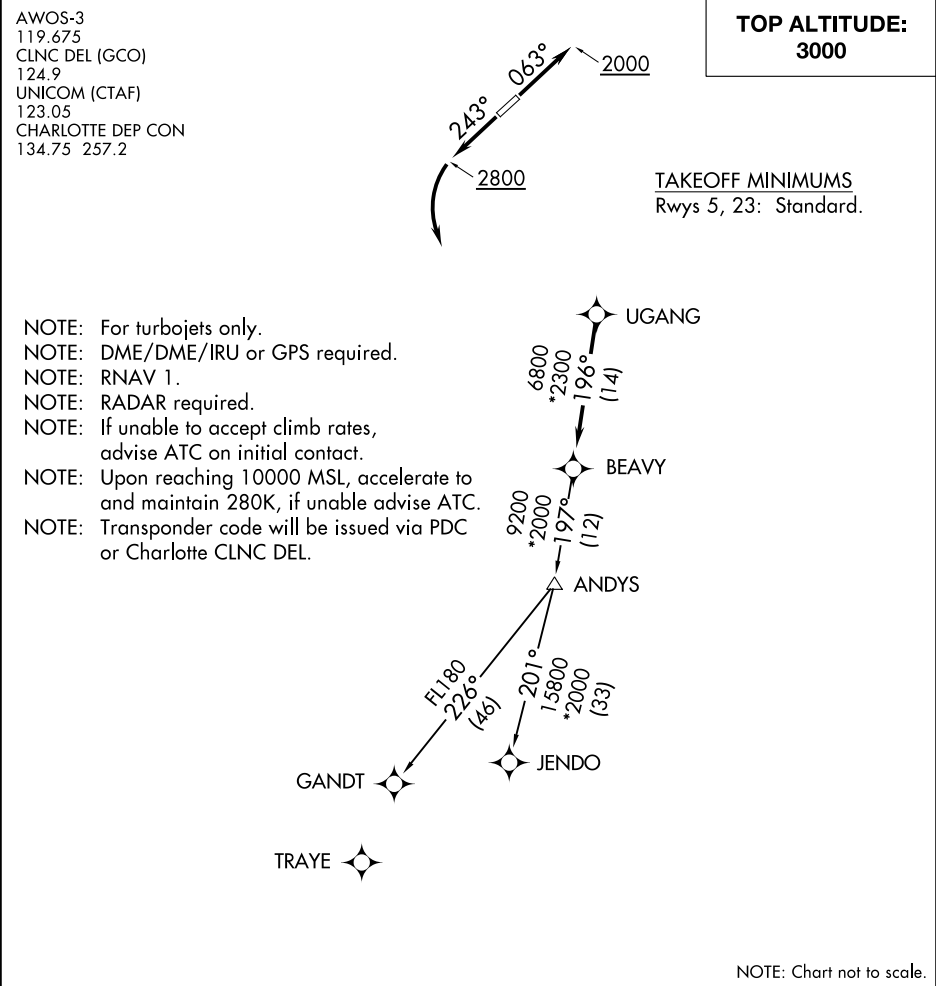 AWOS-3
119.675
CLNC DEL (GCO)
124.9
UNICOM (CTAF)
123.05
CHARLOTTE DEP CON
134.75 257.2
TOP ALTITUDE:
3000
063°
2000
243°
2800
TAKEOFF MINIMUMS
Rwys 5, 23: Standard.
NOTE: For turbojets only.
NOTE: DME/DME/IRU or GPS required.
NOTE: RNAV 1.
NOTE: RADAR required.
NOTE: If unable to accept climb rates,
advise ATC on initial contact.
NOTE: Upon reaching 10000 MSL, accelerate to
and maintain 280K, if unable advise ATC.
NOTE: Transponder code will be issued via PDC
or Charlotte CLNC DEL.
UGANG
6800
*2300
196°
(14)
BEAVY
9200
*2000
197°
(12)
ANDYS
FL180
226°
(46)
201°
15800
*2000
(33)
GANDT
JENDO
TRAYE
NOTE: Chart not to scale.